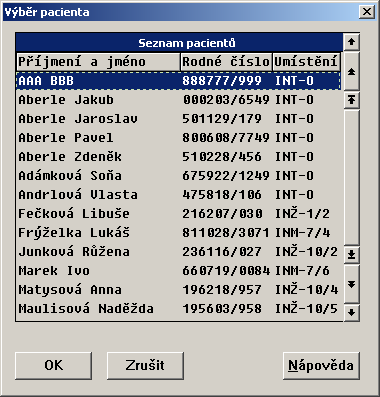 Výběr pacienta
Seznam pacientů
Příjmení a jméno Rodné číslo Umístění
AAA BBB 888777/999 INT-O
Aberle Jakub 000203/6549 INT-O
Aberle Jaroslav 501129/179 INT-O
Aberle Pavel 800608/7749 INT-O
Aberle Zdeněk 510228/456 INT-O
Adámková Soňa 675922/1249 INT-O
Andrlová Vlasta 475818/106 INT-O
Fečková Libuše 216207/030 INŽ-1/2
Frýželka Lukáš 811028/3071 INM-7/4
Junková Růžena 236116/027 INŽ-10/2
Marek Ivo 660719/0084 INM-7/6
Matysová Anna 196218/957 INŽ-10/4
Maulisová Naděžda 195603/958 INŽ-10/5
OK Zrušit Nápověda